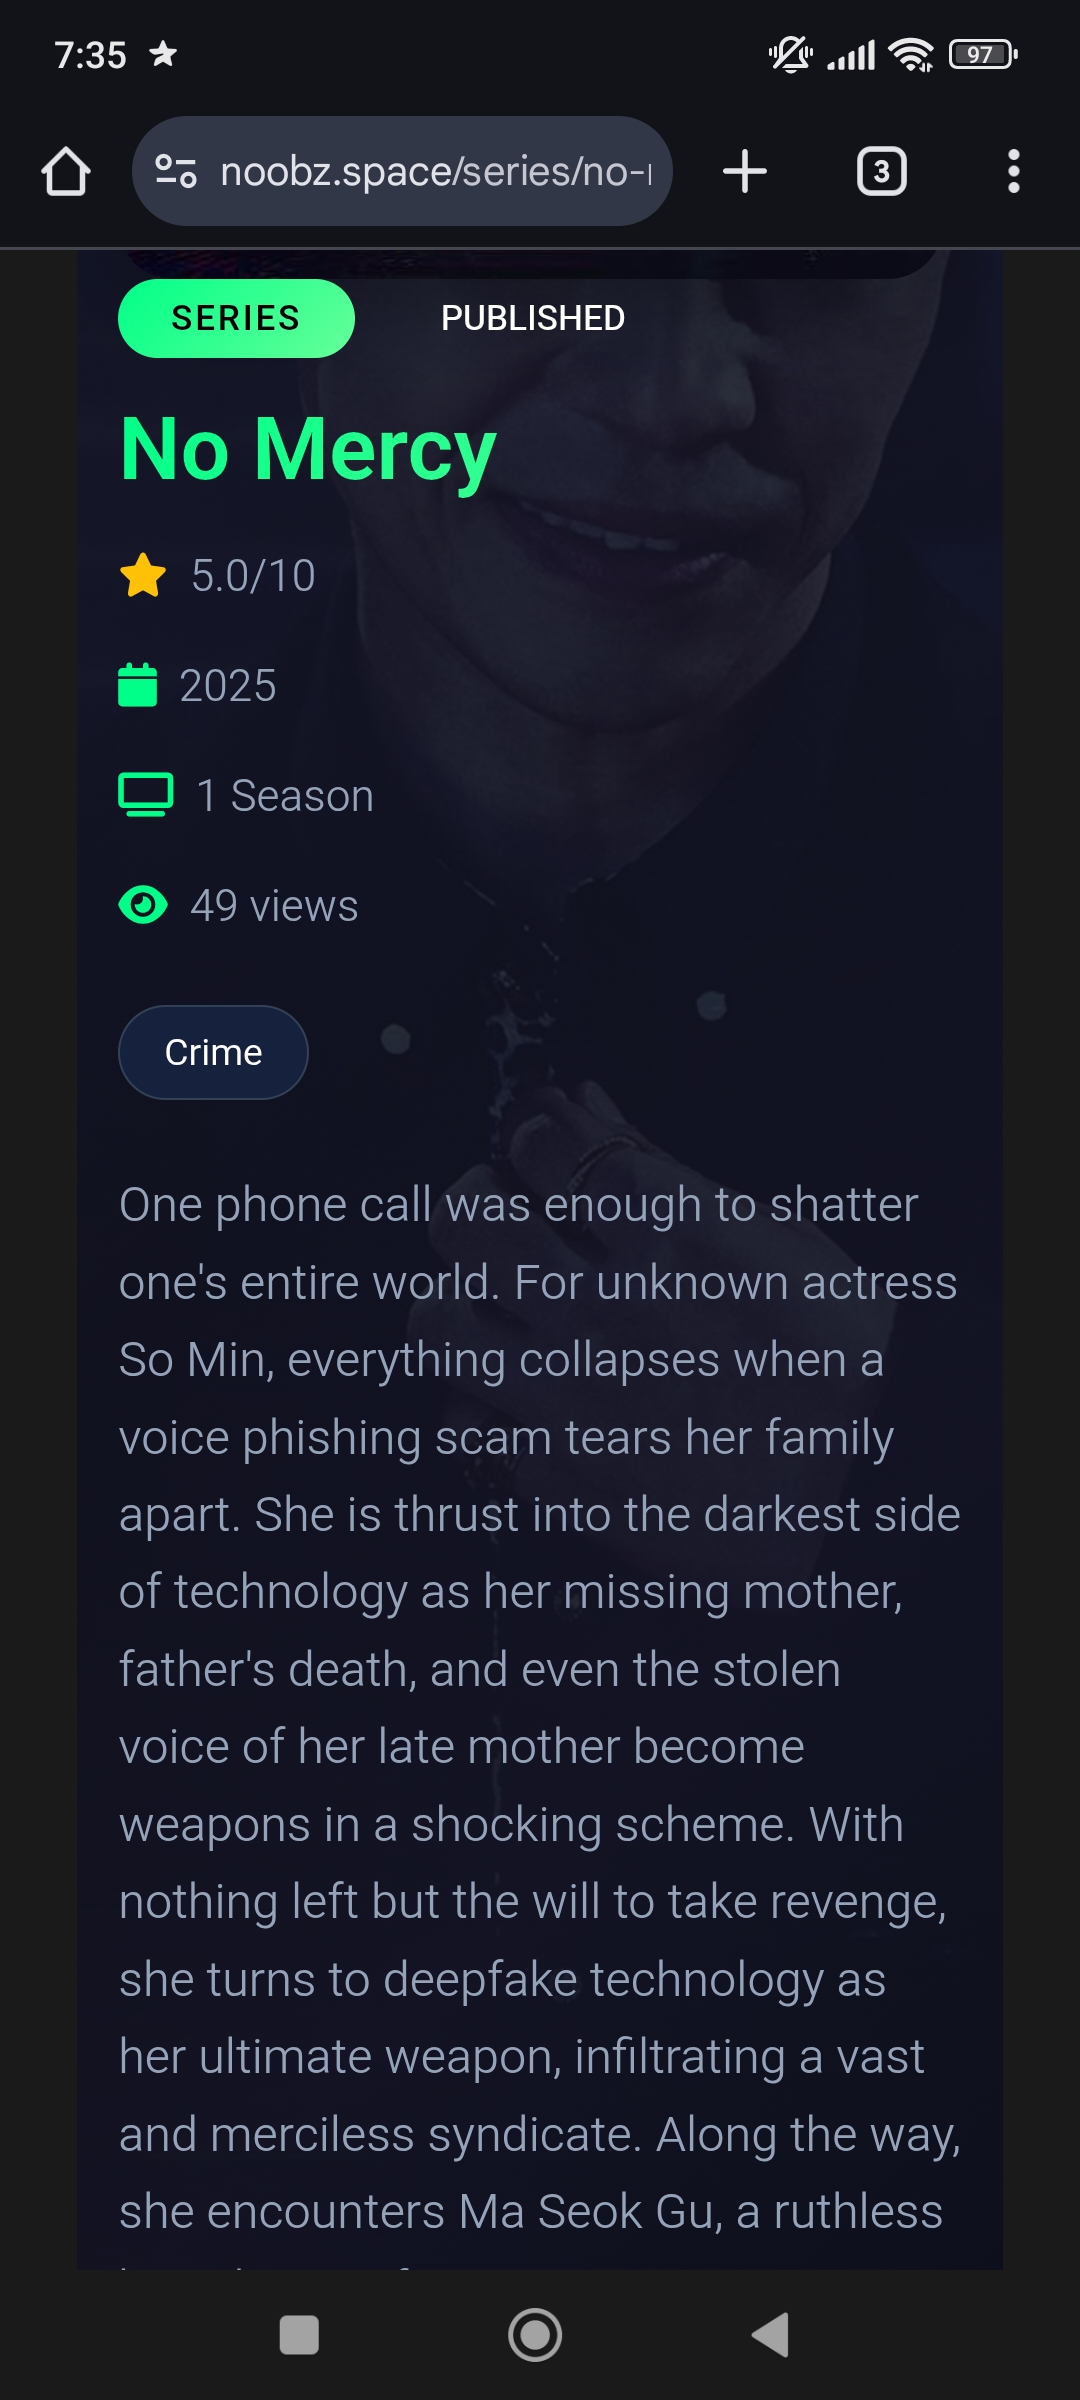 7:35
97
noobz.space/series/no-
3
SERIES
PUBLISHED
No Mercy
5.0/10
2025
1 Season
49 views
Crime
One phone call was enough to shatter
one's entire world. For unknown actress
So Min, everything collapses when a
voice phishing scam tears her family
apart. She is thrust into the darkest side
of technology as her missing mother,
father's death, and even the stolen
voice of her late mother become
weapons in a shocking scheme. With
nothing left but the will to take revenge,
she turns to deepfake technology as
her ultimate weapon, infiltrating a vast
and merciless syndicate. Along the way,
she encounters Ma Seok Gu, a ruthless